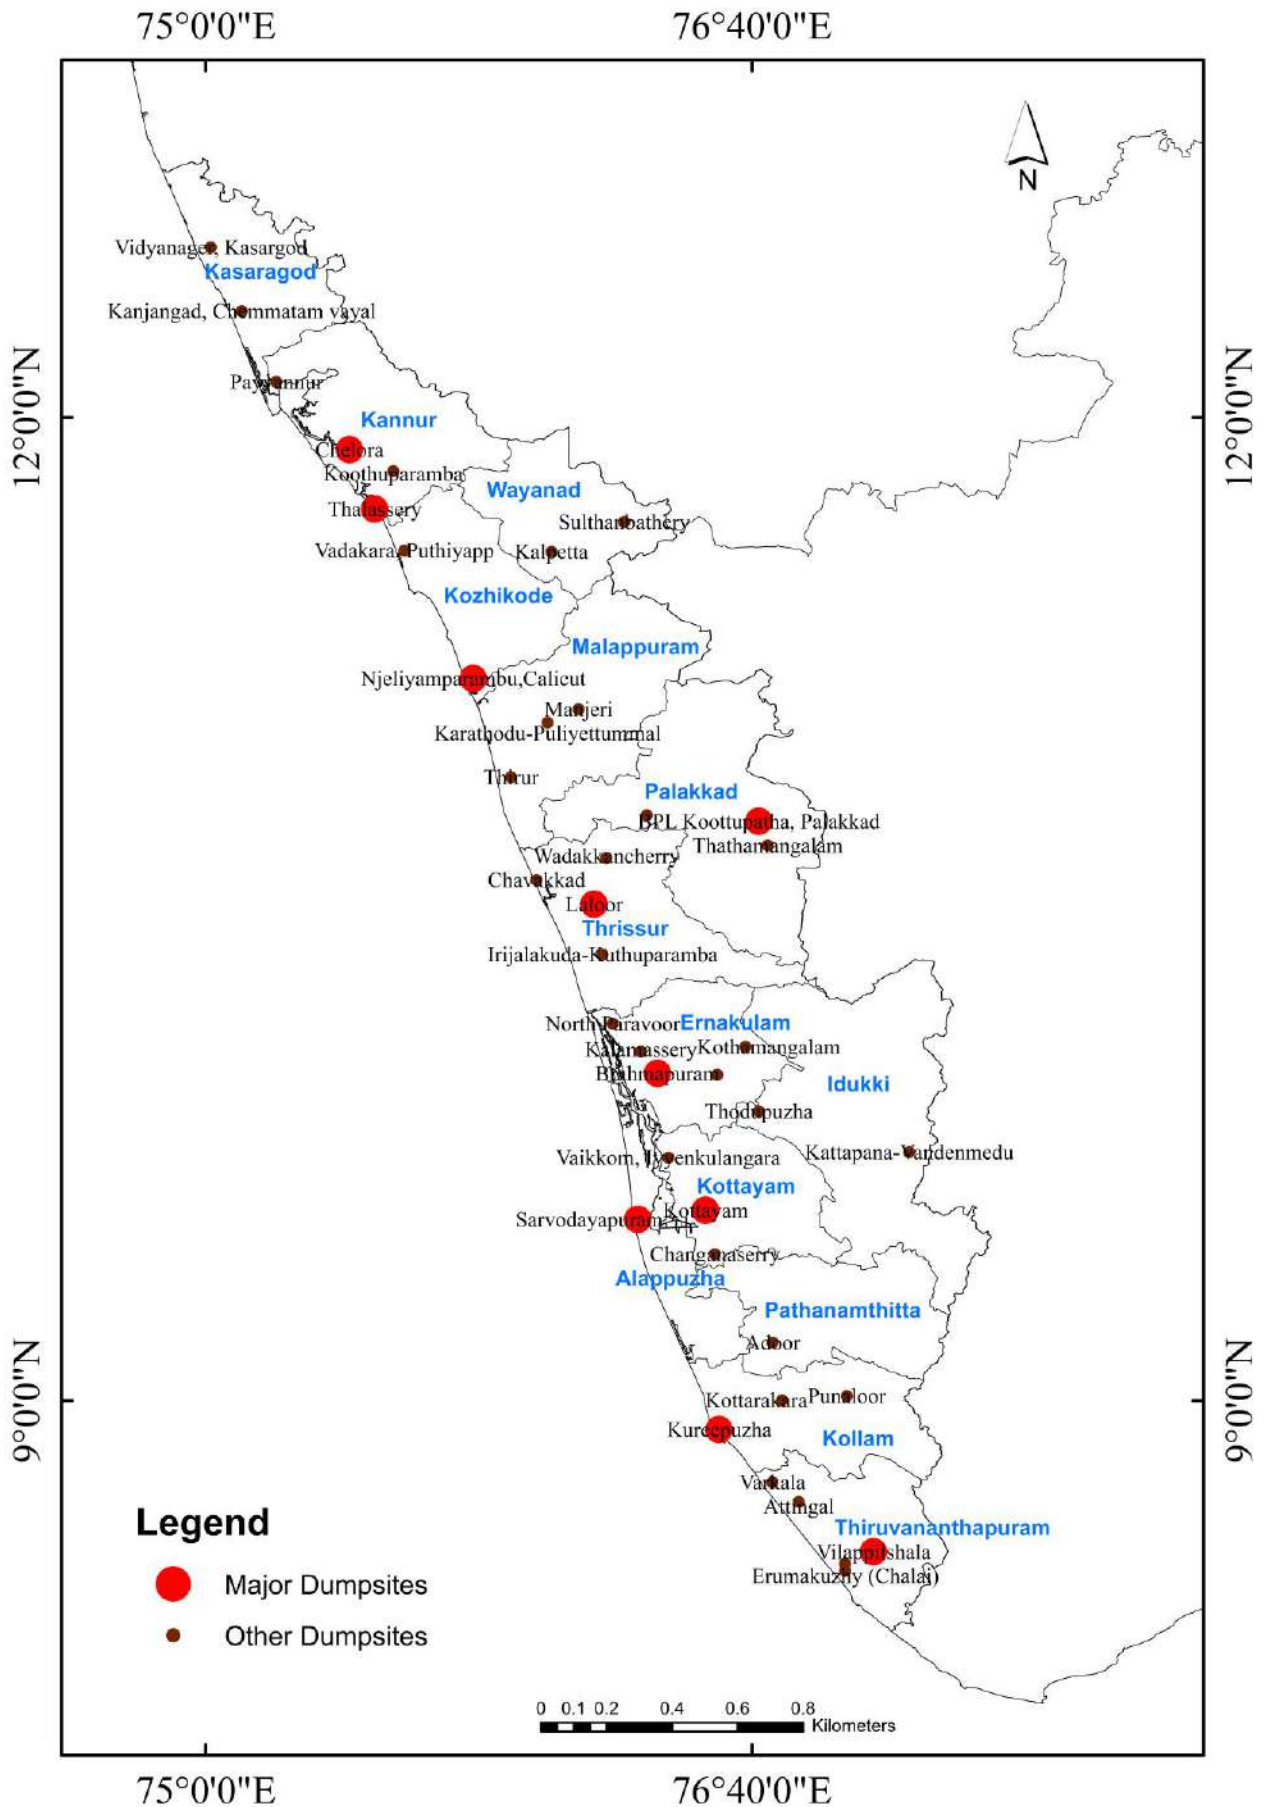 75°0'0"E 76°40'0"E
N
Vidyanager, Kasargod
Kasaragod
Kanjangad, Chemmatam vayal
12°0'0"N
12°0'0"N
Payyannur
Kannur
Chelora
Koothuparamba
Wayanad
Thalassery
Sulthanbathery
Vadakara, Puthiyapp
Kalpetta
Kozhikode
Malappuram
Njeliyamparambu,Calicut
Manjeri
Karathodu-Puliyettummal
Thirur
Palakkad
BPL Koottupatha, Palakkad
Thathamangalam
Wadakkancherry
Chavakkad
Laloor
Thrissur
Irijalakuda-Kuthuparamba
North Paravoor
Ernakulam
Kalamassery
Kothamangalam
Brahmapuram
Idukki
Thodupuzha
Kattapana-Vandenmedu
Vaikkom, Iyyenkulangara
Kottayam
Kottayam
Sarvodayapuram
Changanaserry
Alappuzha
Pathanamthitta
Adoor
9°0'0"N
9°0'0"N
Kottarakara
Punaloor
Kureepuzha
Kollam
Varkala
Attingal
Thiruvananthapuram
Vilappilshala
Erumakuzhy (Chalai)
Legend
Major Dumpsites
Other Dumpsites
0 0.1 0.2 0.4 0.6 0.8
Kilometers
75°0'0"E 76°40'0"E